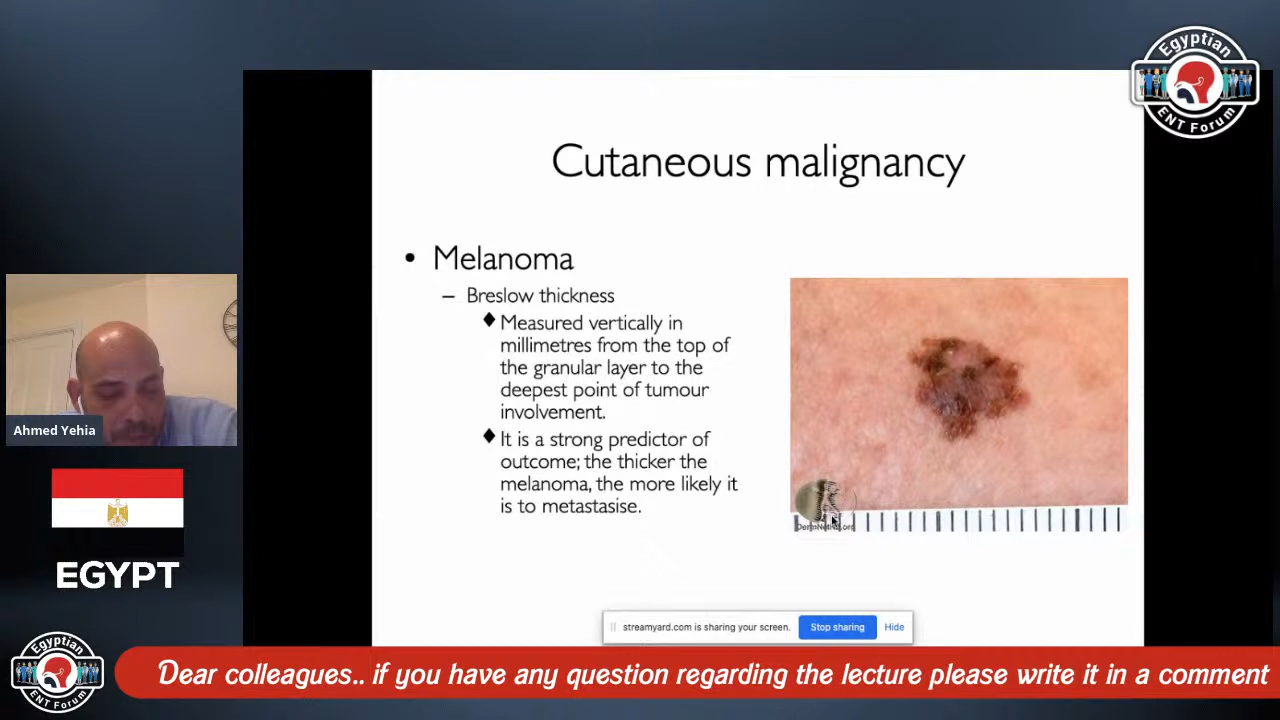 Egyptian
ENT Forum
Cutaneous malignancy
• Melanoma
– Breslow thickness
♦ Measured vertically in
millimetres from the top of
the granular layer to the
deepest point of tumour
involvement.
♦ It is a strong predictor of
outcome; the thicker the
melanoma, the more likely it
is to metastasise.
Ahmed Yehia
EGYPT
streamyard.com is sharing your screen.
Stop sharing
Hide
Egyptian
ENT Forum
Dear colleagues.. if you have any question regarding the lecture please write it in a comment